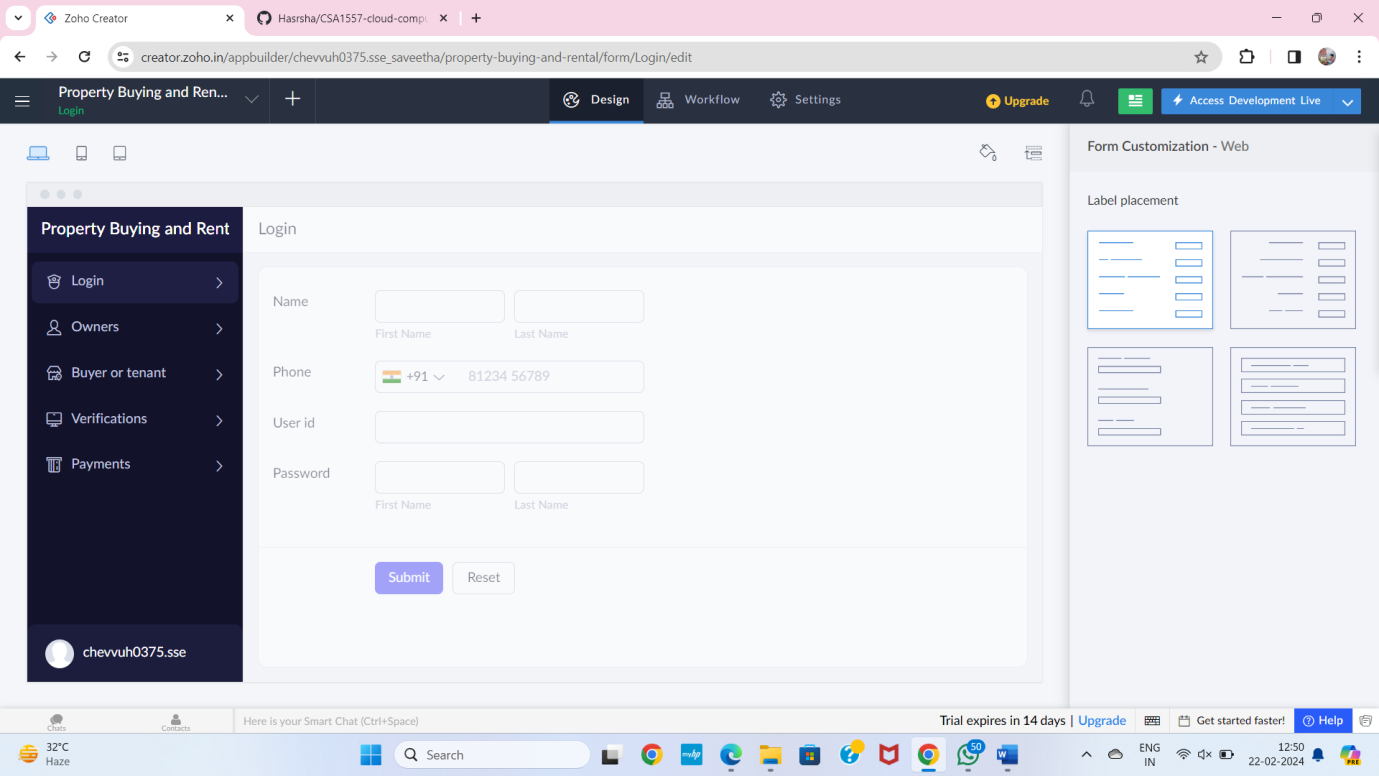 Zoho Creator
Hasrsha/CSA1557-cloud-compu
creator.zoho.in/appbuilder/chevvuh0375.sse_saveetha/property-buying-and-rental/form/Login/edit
Property Buying and Ren...
Login
Design
Workflow
Settings
Upgrade
Access Development Live
Form Customization - Web
Label placement
Property Buying and Rent
Login
Owners
Buyer or tenant
Verifications
Payments
chevvuh0375.sse
Login
Name
First Name
Last Name
Phone
+91
81234 56789
User id
Password
First Name
Last Name
Submit
Reset
Chats
Contacts
Here is your Smart Chat (Ctrl+Space)
Trial expires in 14 days | Upgrade
Get started faster!
Help
32°C
Haze
Search
myhp
50
W
ENG
IN
12:50
22-02-2024
PRE